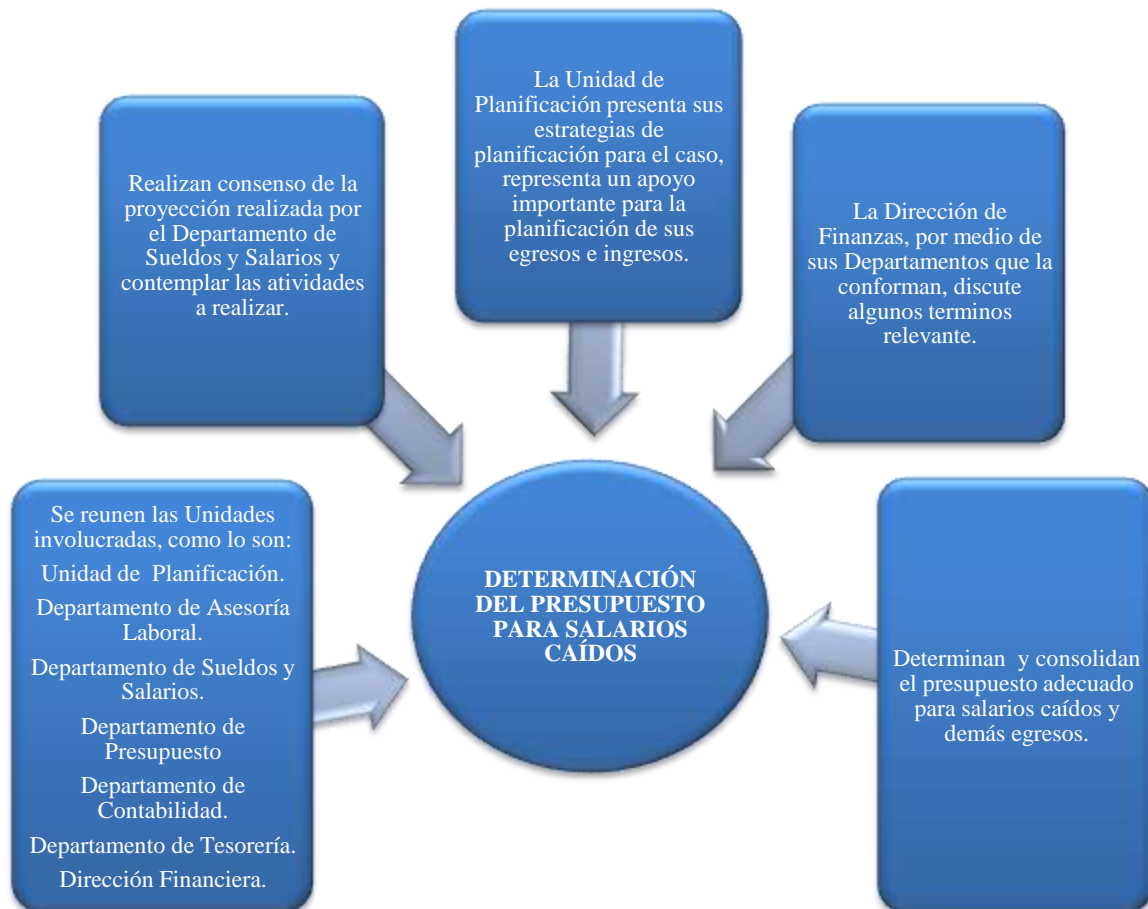 Se reunen las Unidades
involucradas, como lo son:
Unidad de Planificación.
Departamento de Asesoría
Laboral.
Departamento de Sueldos y
Salarios.
Departamento de
Presupuesto
Departamento de
Contabilidad.
Departamento de Tesorería.
Dirección Financiera.
Realizan consenso de la
proyección realizada por
el Departamento de
Sueldos y Salarios y
contemplar las atividades
a realizar.
La Unidad de
Planificación presenta sus
estrategias de
planificación para el caso,
representa un apoyo
importante para la
planificación de sus
egresos e ingresos.
La Dirección de
Finanzas, por medio de
sus Departamentos que la
conforman, discute
algunos terminos
relevante.
Determinan y consolidan
el presupuesto adecuado
para salarios caídos y
demás egresos.
DETERMINACIÓN
DEL PRESUPUESTO
PARA SALARIOS
CAÍDOS